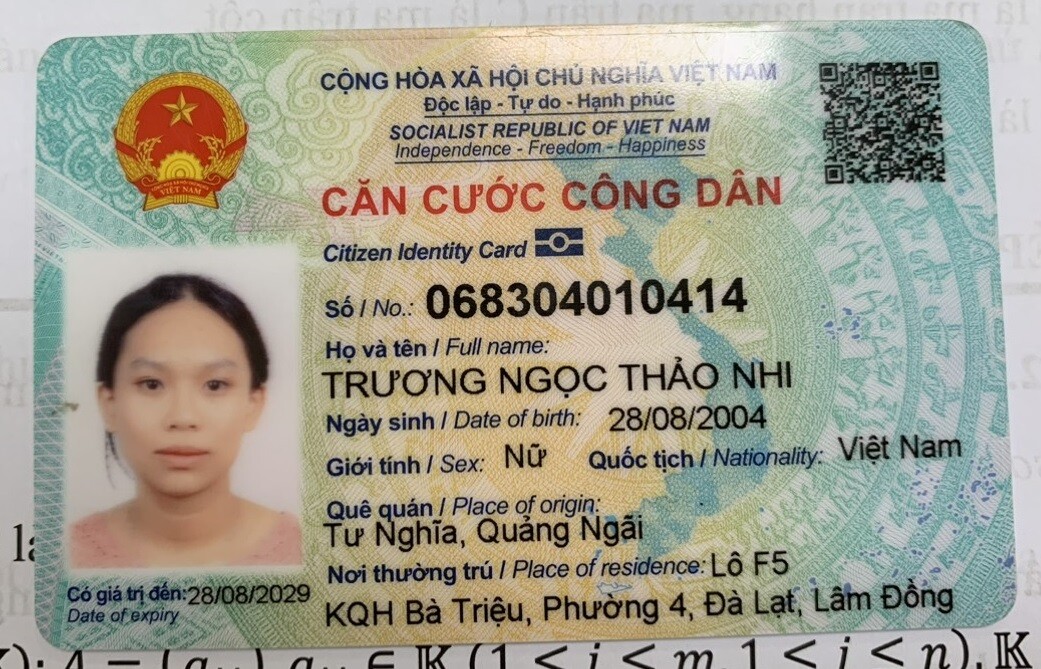 CỘNG HÒA XÃ HỘI CHỦ NGHĨA VIỆT NAM
Độc lập - Tự do - Hạnh phúc
SOCIALIST REPUBLIC OF VIET NAM
Independence - Freedom - Happiness
CĂN CƯỚC CÔNG DÂN
Citizen Identity Card
Số / No.: 068304010414
Họ và tên / Full name:
TRƯƠNG NGỌC THẢO NHI
Ngày sinh / Date of birth: 28/08/2004
Giới tính / Sex: Nữ Quốc tịch / Nationality: Việt Nam
Quê quán / Place of origin:
Tư Nghĩa, Quảng Ngãi
Nơi thường trú / Place of residence: Lô F5
KQH Bà Triệu, Phường 4, Đà Lạt, Lâm Đồng
Có giá trị đến: 28/08/2029
Date of expiry
VIỆT NAM